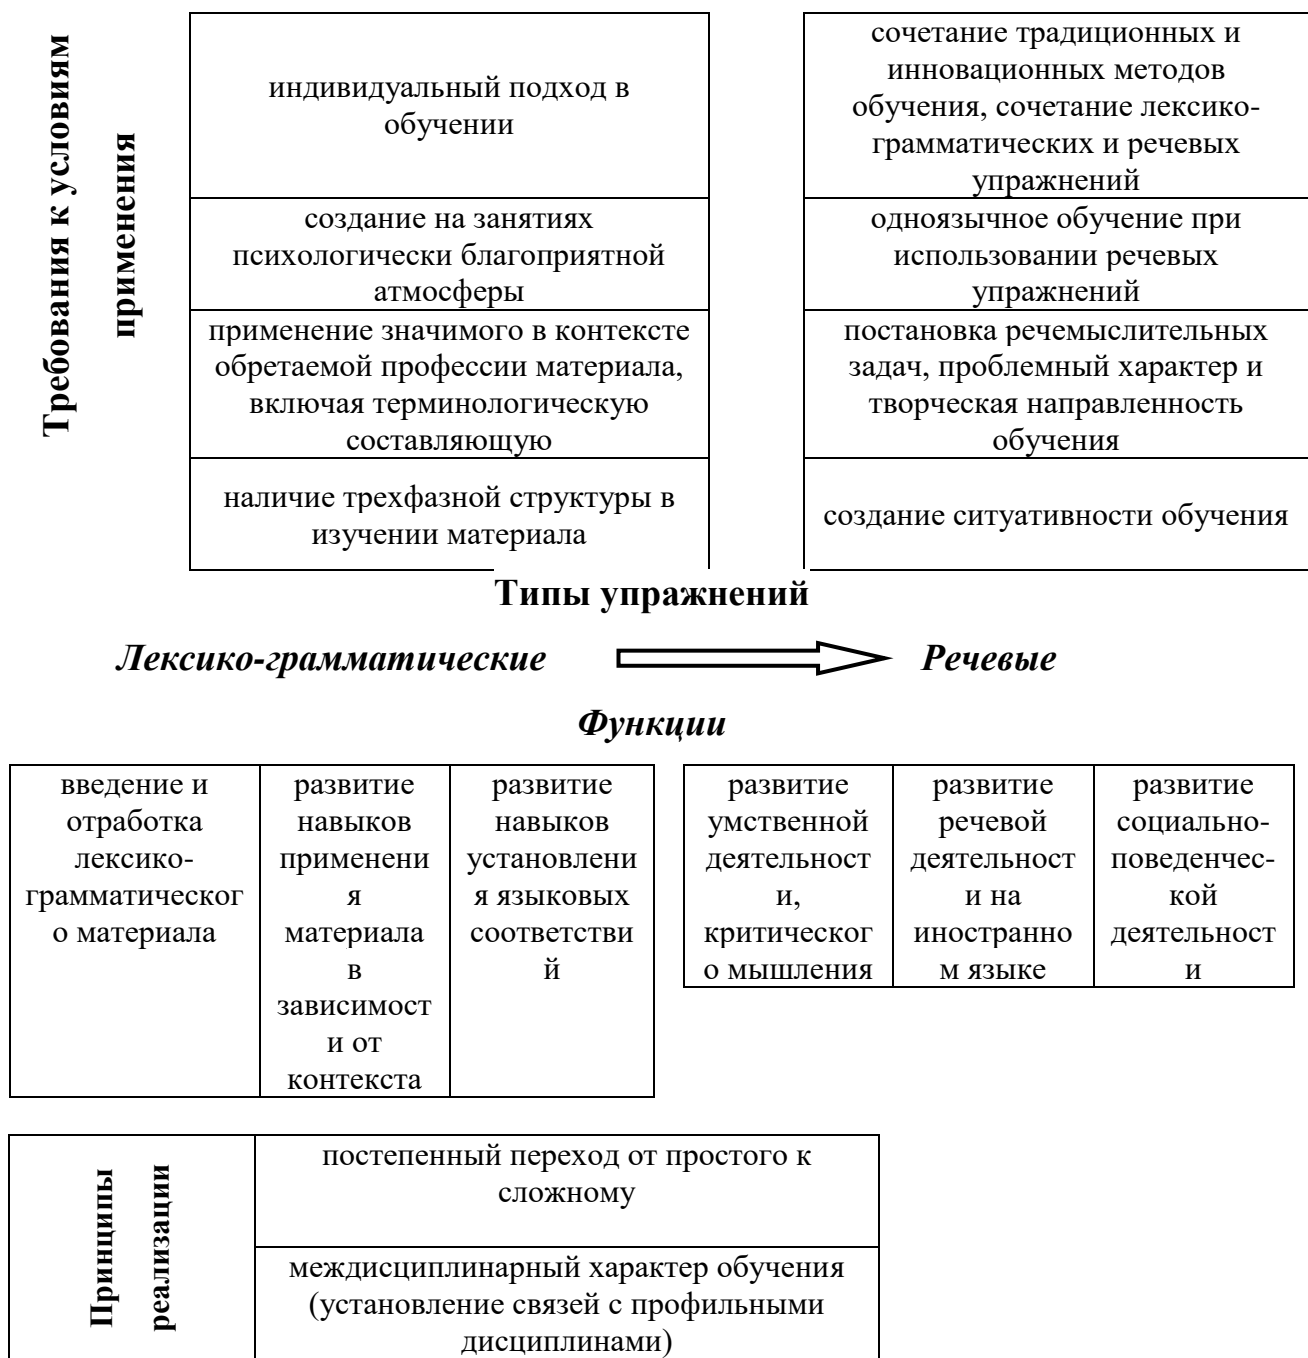 Требования к условиям
применения
индивидуальный подход в
обучении
сочетание традиционных и
инновационных методов
обучения, сочетание лексико-
грамматических и речевых
упражнений
создание на занятиях
психологически благоприятной
атмосферы
одноязычное обучение при
использовании речевых
упражнений
применение значимого в контексте
обретаемой профессии материала,
включая терминологическую
составляющую
постановка речемыслительных
задач, проблемный характер и
творческая направленность
обучения
наличие трехфазной структуры в
изучении материала
создание ситуативности обучения
Типы упражнений
Лексико-грамматические
Речевые
Функции
введение и
отработка
лексико-
грамматическог
о материала
развитие
навыков
применени
я
материала
в
зависимост
и от
контекста
развитие
навыков
установлени
я языковых
соответстви
й
развитие
умственной
деятельност
и,
критическог
о мышления
развитие
речевой
деятельност
и на
иностранно
м языке
развитие
социально-
поведенчес-
кой
деятельност
и
Принципы
реализации
постепенный переход от простого к
сложному
междисциплинарный характер обучения
(установление связей с профильными
дисциплинами)